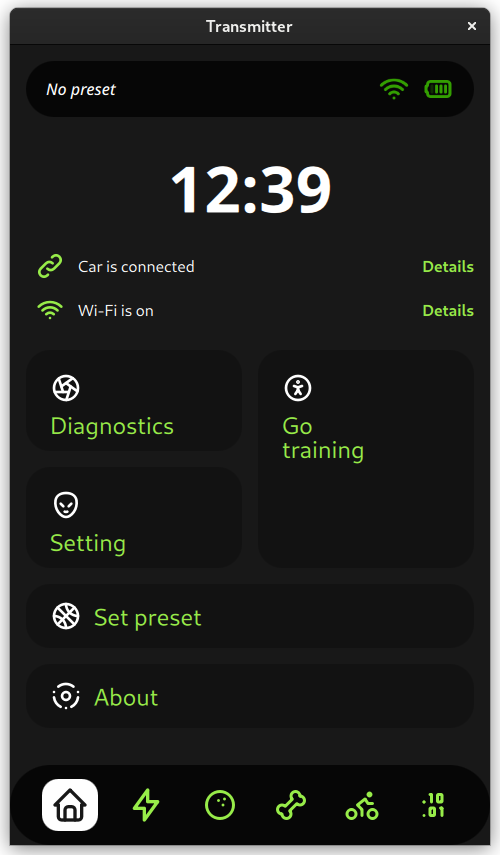 Transmitter
No preset
12:39
Car is connected
Details
Wi-Fi is on
Details
Diagnostics
Go
training
Setting
Set preset
About
:10
:01